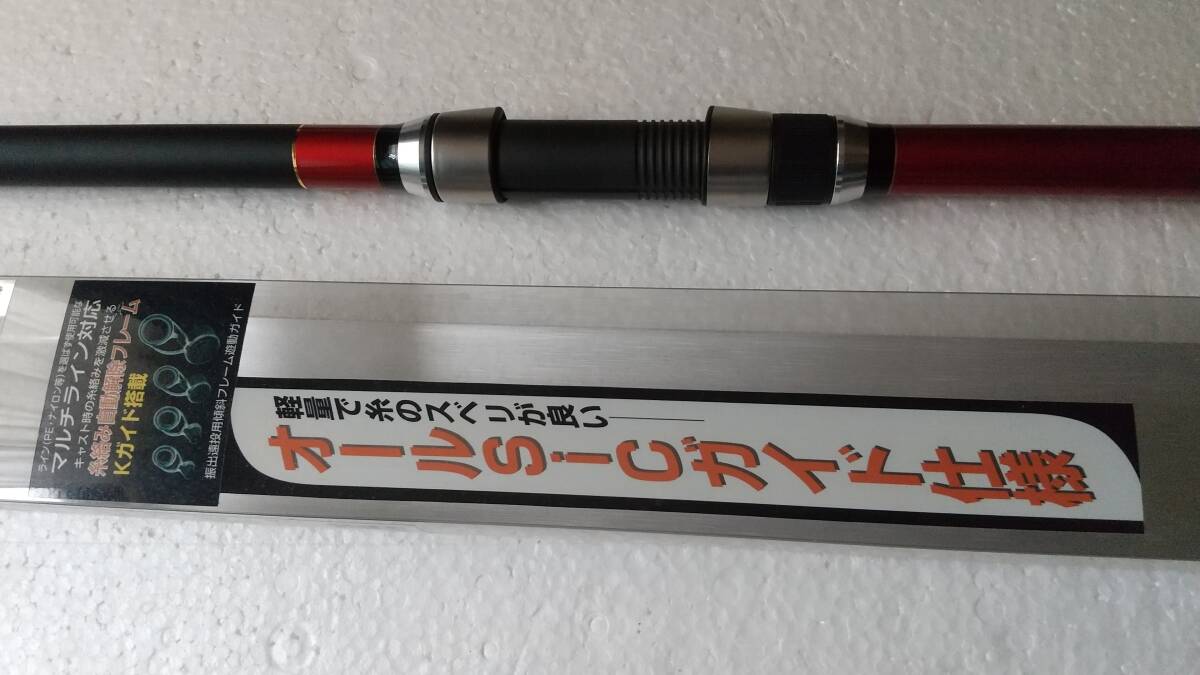 ライン(PE・ナイロン等)を選ばず使用可能な
マルチライン対応
キャスト時の糸絡みを激減させる
糸絡み自動解除フレーム
Kガイド搭載
振出遠投用傾斜フレーム遊動ガイド
軽量で糸のスベリが良い
オールSiCガイド仕様